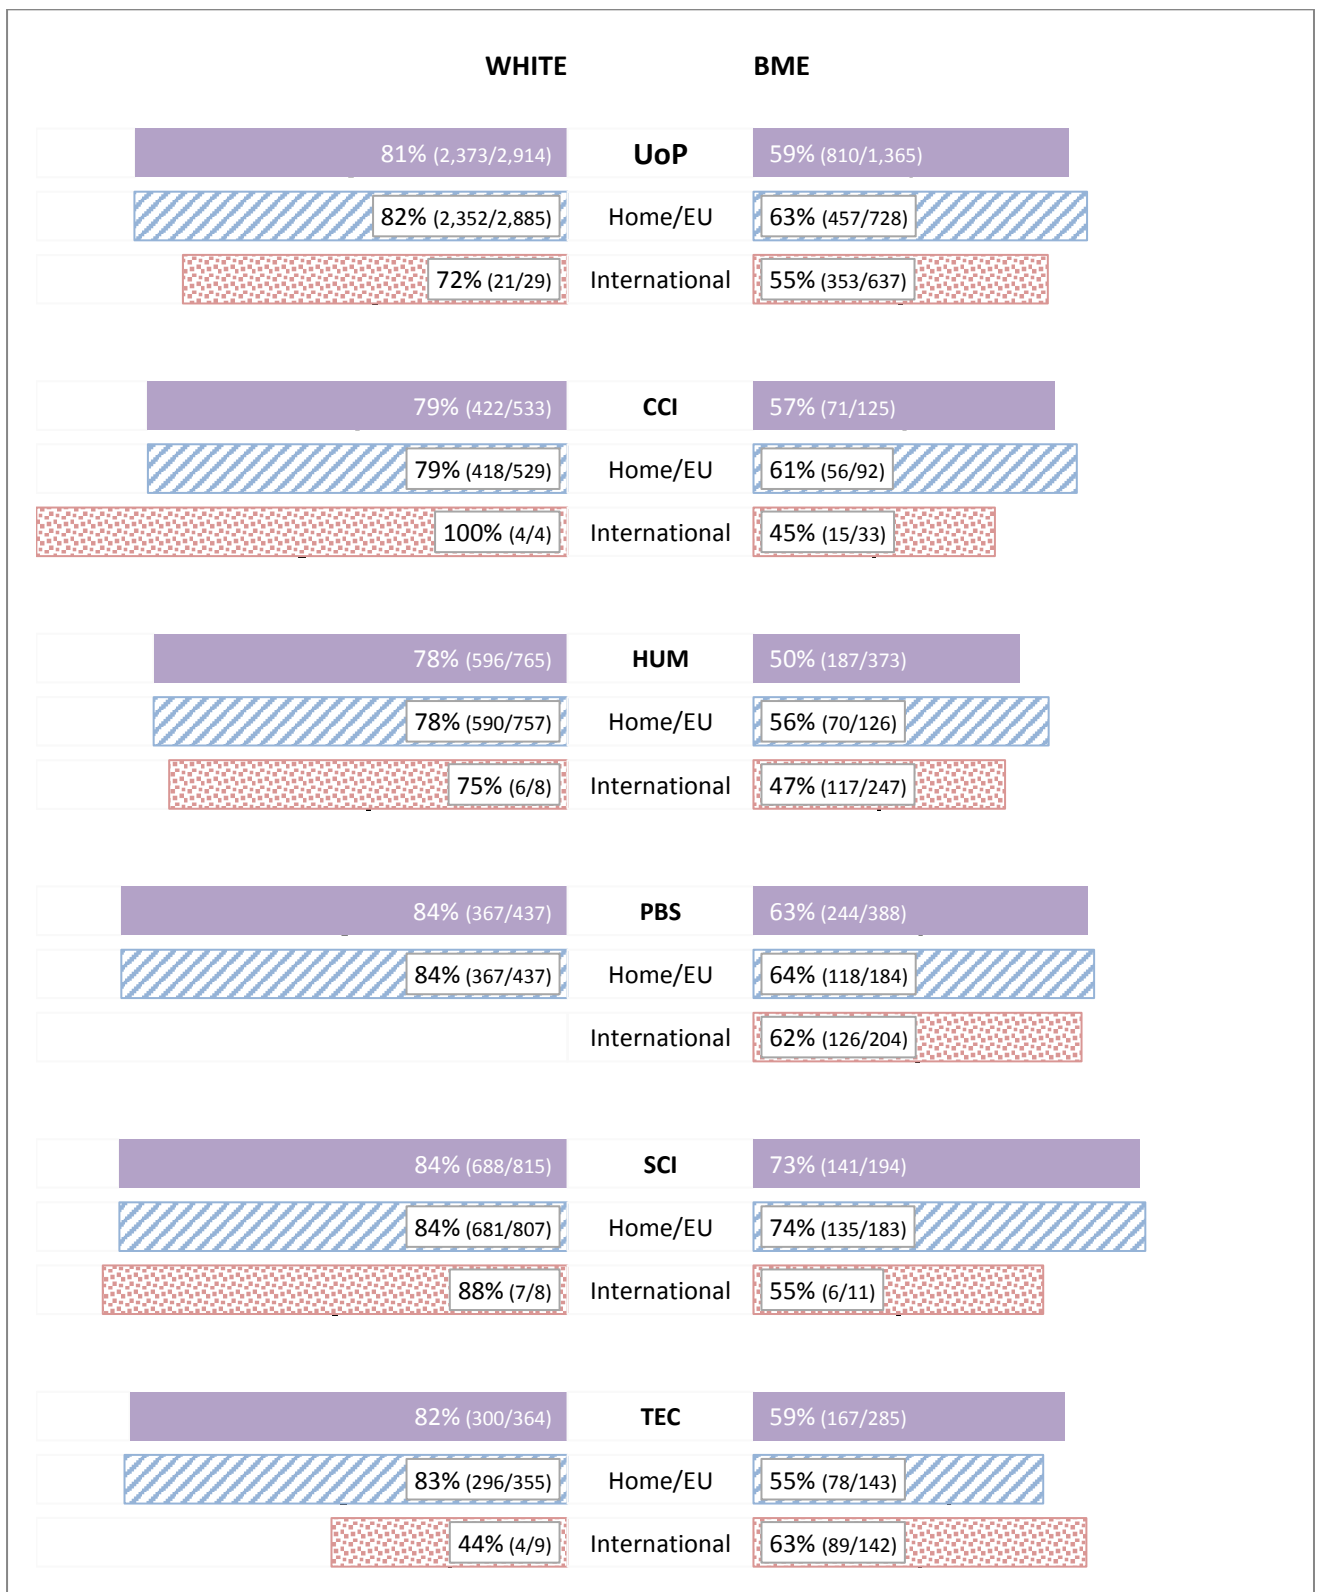 WHITE BME
81% (2,373/2,914) UoP 59% (810/1,365)
82% (2,352/2,885) Home/EU 63% (457/728)
72% (21/29) International 55% (353/637)
79% (422/533) CCI 57% (71/125)
79% (418/529) Home/EU 61% (56/92)
100% (4/4) International 45% (15/33)
78% (596/765) HUM 50% (187/373)
78% (590/757) Home/EU 56% (70/126)
75% (6/8) International 47% (117/247)
84% (367/437) PBS 63% (244/388)
84% (367/437) Home/EU 64% (118/184)
International 62% (126/204)
84% (688/815) SCI 73% (141/194)
84% (681/807) Home/EU 74% (135/183)
88% (7/8) International 55% (6/11)
82% (300/364) TEC 59% (167/285)
83% (296/355) Home/EU 55% (78/143)
44% (4/9) International 63% (89/142)